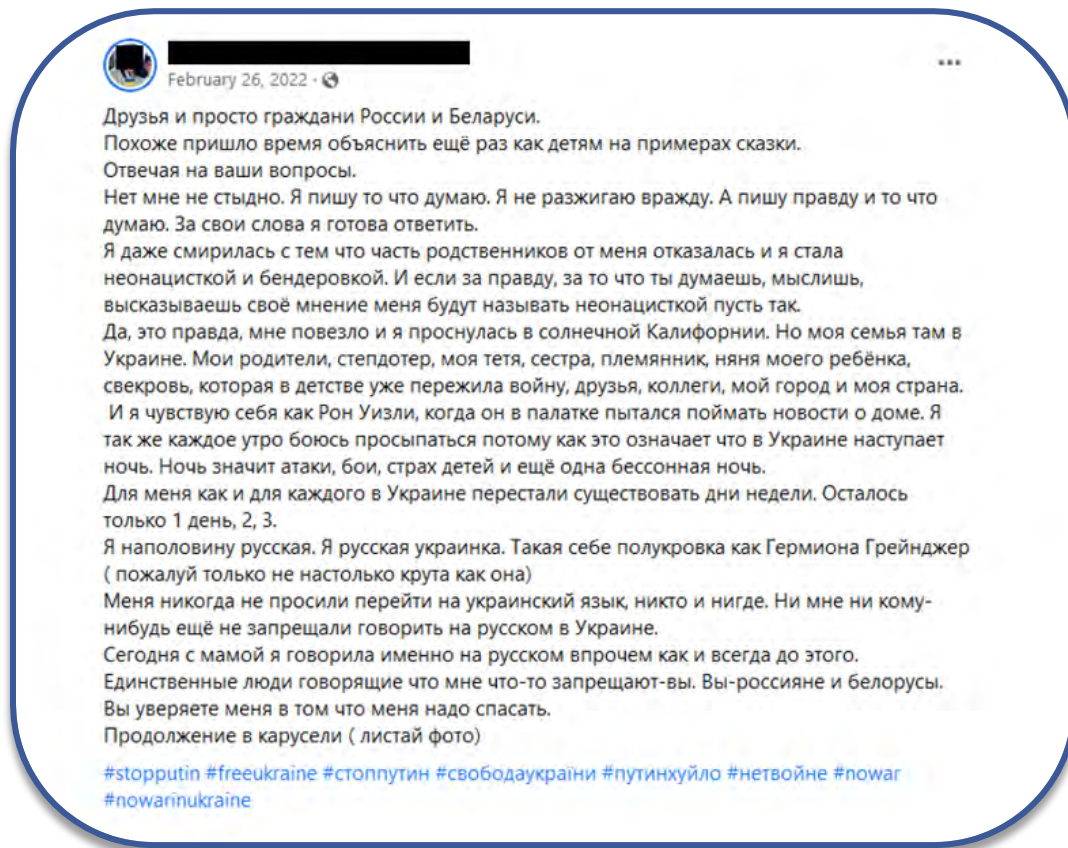 February 26, 2022 ·
Друзья и просто граждани России и Беларуси.
Похоже пришло время объяснить ещё раз как детям на примерах сказки.
Отвечая на ваши вопросы.
Нет мне не стыдно. Я пишу то что думаю. Я не разжигаю вражду. А пишу правду и то что
думаю. За свои слова я готова ответить.
Я даже смирилась с тем что часть родственников от меня отказалась и я стала
неонацисткой и бендеровкой. И если за правду, за то что ты думаешь, мыслишь,
высказываешь своё мнение меня будут называть неонацисткой пусть так.
Да, это правда, мне повезло и я проснулась в солнечной Калифорнии. Но моя семья там в
Украине. Мои родители, степдотер, моя тетя, сестра, племянник, няня моего ребёнка,
свекровь, которая в детстве уже пережила войну, друзья, коллеги, мой город и моя страна.
И я чувствую себя как Рон Уизли, когда он в палатке пытался поймать новости о доме. Я
так же каждое утро боюсь просыпаться потому как это означает что в Украине наступает
ночь. Ночь значит атаки, бои, страх детей и ещё одна бессонная ночь.
Для меня как и для каждого в Украине перестали существовать дни недели. Осталось
только 1 день, 2, 3.
Я наполовину русская. Я русская украинка. Такая себе полукровка как Гермиона Грейнджер
( пожалуй только не настолько крута как она)
Меня никогда не просили перейти на украинский язык, никто и нигде. Ни мне ни кому-
нибудь ещё не запрещали говорить на русском в Украине.
Сегодня с мамой я говорила именно на русском впрочем как и всегда до этого.
Единственные люди говорящие что мне что-то запрещают-вы. Вы-россияне и белорусы.
Вы уверяете меня в том что меня надо спасать.
Продолжение в карусели ( листай фото)
#stopputin #freeukraine #стоппутин #свободаукраїни #путинхуйло #нетвойне #nowar
#nowarinukraine